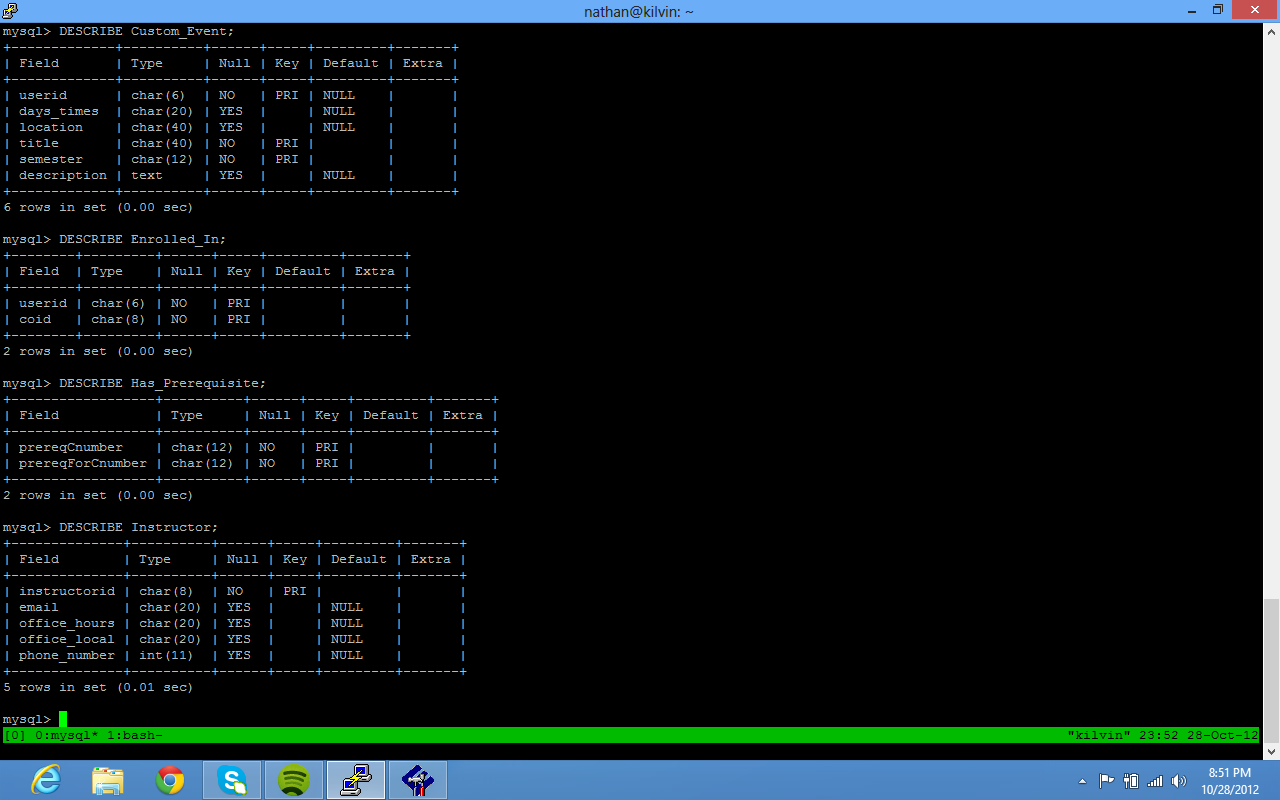 nathan@kilvin: ~
mysql> DESCRIBE Custom_Event;
+-------------+----------+------+-----+---------+-------+
| Field       | Type     | Null | Key | Default | Extra |
+-------------+----------+------+-----+---------+-------+
| userid      | char(6)  | NO   | PRI | NULL    |       |
| days_times  | char(20) | YES  |     | NULL    |       |
| location    | char(40) | YES  |     | NULL    |       |
| title       | char(40) | NO   | PRI |         |       |
| semester    | char(12) | NO   | PRI |         |       |
| description | text     | YES  |     | NULL    |       |
+-------------+----------+------+-----+---------+-------+
6 rows in set (0.00 sec)
mysql> DESCRIBE Enrolled_In;
+--------+---------+------+-----+---------+-------+
| Field  | Type    | Null | Key | Default | Extra |
+--------+---------+------+-----+---------+-------+
| userid | char(6) | NO   | PRI |         |       |
| coid   | char(8) | NO   | PRI |         |       |
+--------+---------+------+-----+---------+-------+
2 rows in set (0.00 sec)
mysql> DESCRIBE Has_Prerequisite;
+------------------+----------+------+-----+---------+-------+
| Field            | Type     | Null | Key | Default | Extra |
+------------------+----------+------+-----+---------+-------+
| prereqCnumber    | char(12) | NO   | PRI |         |       |
| prereqForCnumber | char(12) | NO   | PRI |         |       |
+------------------+----------+------+-----+---------+-------+
2 rows in set (0.00 sec)
mysql> DESCRIBE Instructor;
+--------------+----------+------+-----+---------+-------+
| Field        | Type     | Null | Key | Default | Extra |
+--------------+----------+------+-----+---------+-------+
| instructorid | char(8)  | NO   | PRI |         |       |
| email        | char(20) | YES  |     | NULL    |       |
| office_hours | char(20) | YES  |     | NULL    |       |
| office_local | char(20) | YES  |     | NULL    |       |
| phone_number | int(11)  | YES  |     | NULL    |       |
+--------------+----------+------+-----+---------+-------+
5 rows in set (0.01 sec)
mysql>
[0] 0:mysql* 1:bash- "kilvin" 23:52 28-Oct-12
8:51 PM
10/28/2012